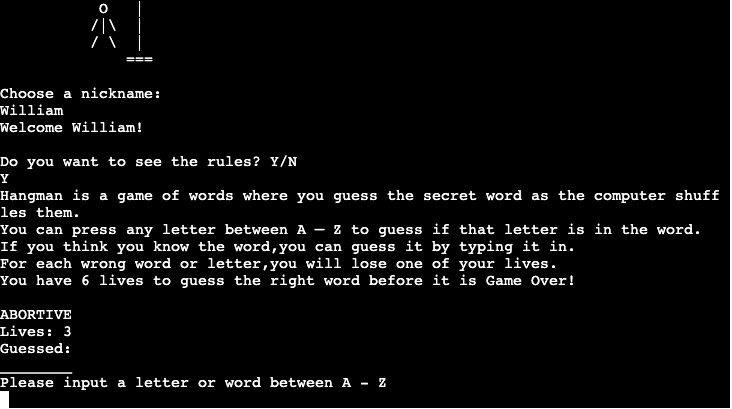 O   |
/|\  |
/ \  |
===
Choose a nickname:
William
Welcome William!
Do you want to see the rules? Y/N
Y
Hangman is a game of words where you guess the secret word as the computer shuff
les them.
You can press any letter between A – Z to guess if that letter is in the word.
If you think you know the word,you can guess it by typing it in.
For each wrong word or letter,you will lose one of your lives.
You have 6 lives to guess the right word before it is Game Over!
ABORTIVE
Lives: 3
Guessed:
________
Please input a letter or word between A - Z